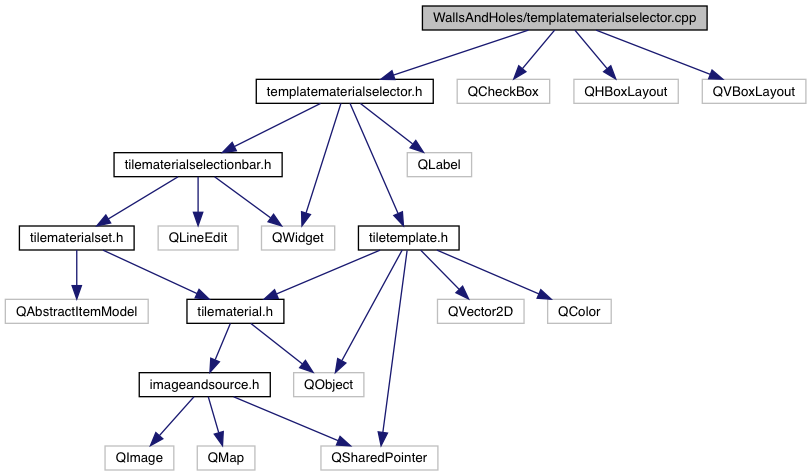 WallsAndHoles/templatematerialselector.cpp
templatematerialselector.h
QCheckBox
QHBoxLayout
QVBoxLayout
tilematerialselectionbar.h
QLabel
tilematerialset.h
QLineEdit
QWidget
tiletemplate.h
QAbstractItemModel
tilematerial.h
QVector2D
QColor
imageandsource.h
QObject
QImage
QMap
QSharedPointer